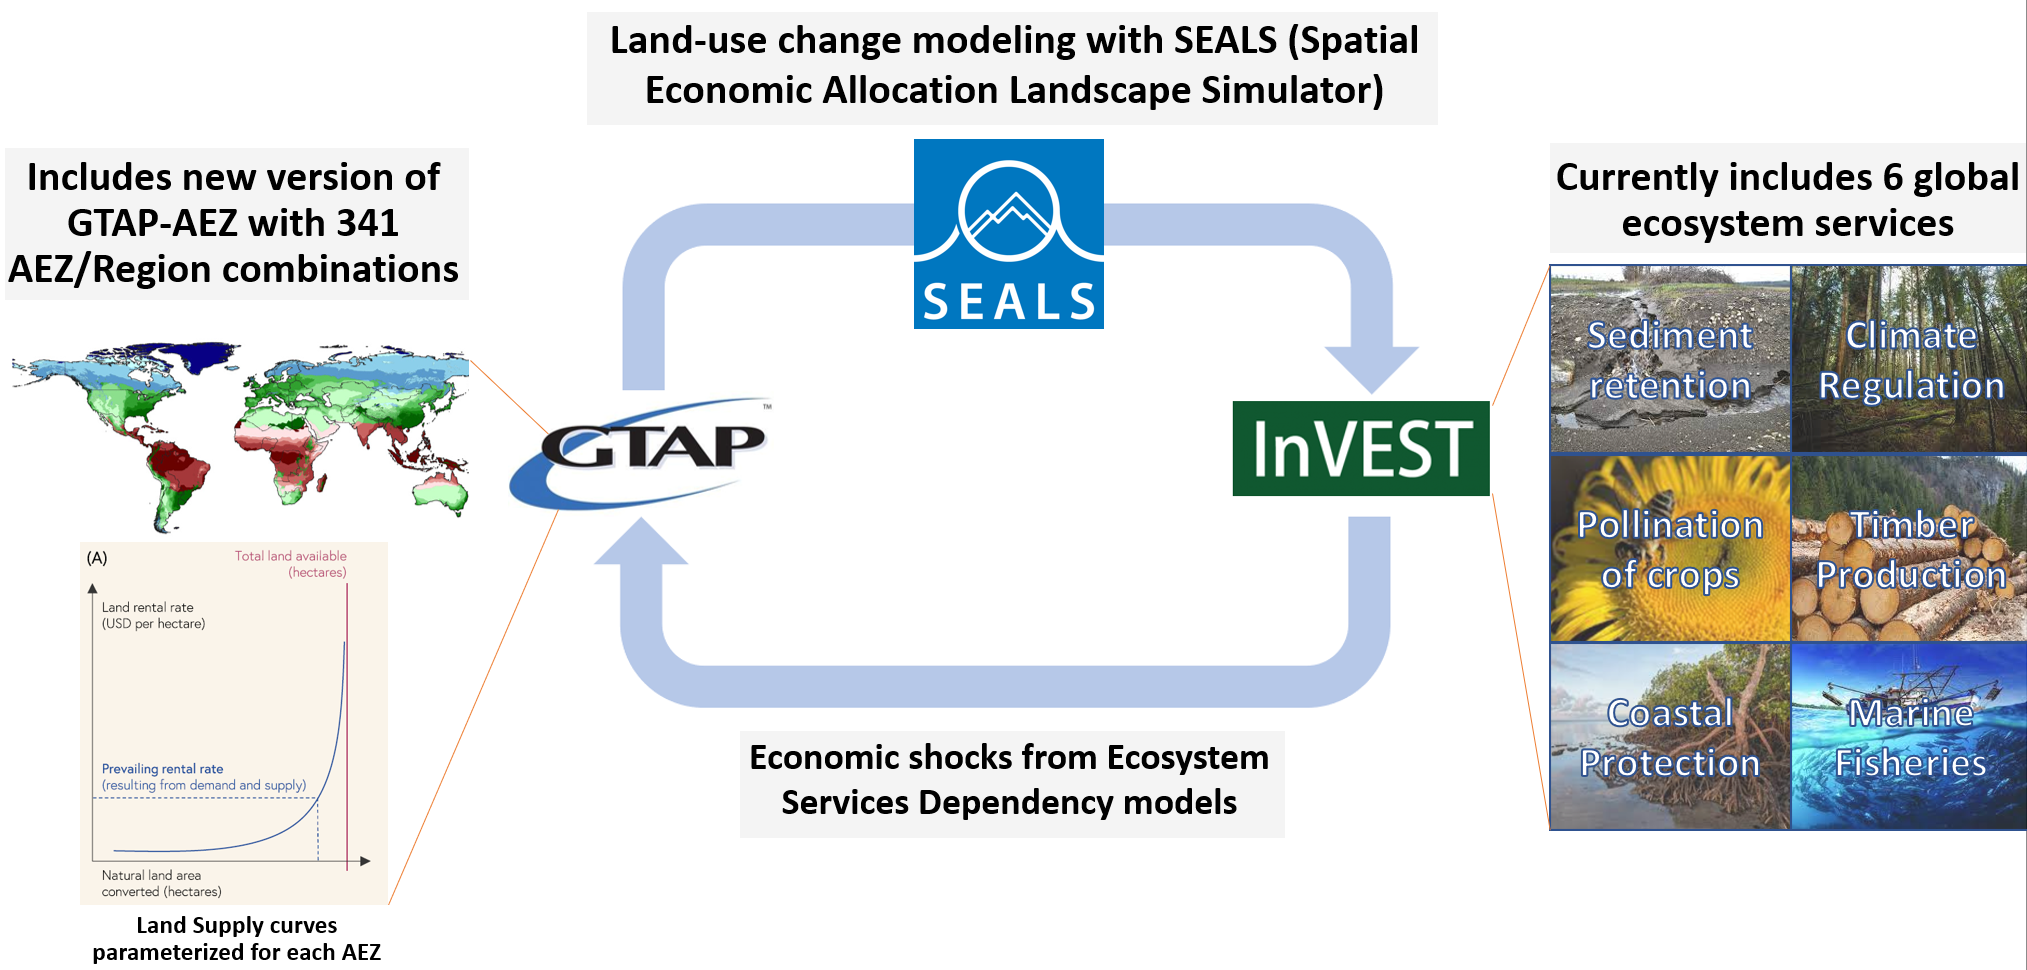 Land-use change modeling with SEALS (Spatial
Economic Allocation Landscape Simulator)
Includes new version of
GTAP-AEZ with 341
AEZ/Region combinations
SEALS
Currently includes 6 global
ecosystem services
GTAP
TM
InVEST
Sediment
retention
Climate
Regulation
Pollination
of crops
Timber
Production
Coastal
Protection
Marine
Fisheries
(A)
Total land available
(hectares)
Land rental rate
(USD per hectare)
Prevailing rental rate
(resulting from demand and supply)
Natural land area
converted (hectares)
Land Supply curves
parameterized for each AEZ
Economic shocks from Ecosystem
Services Dependency models